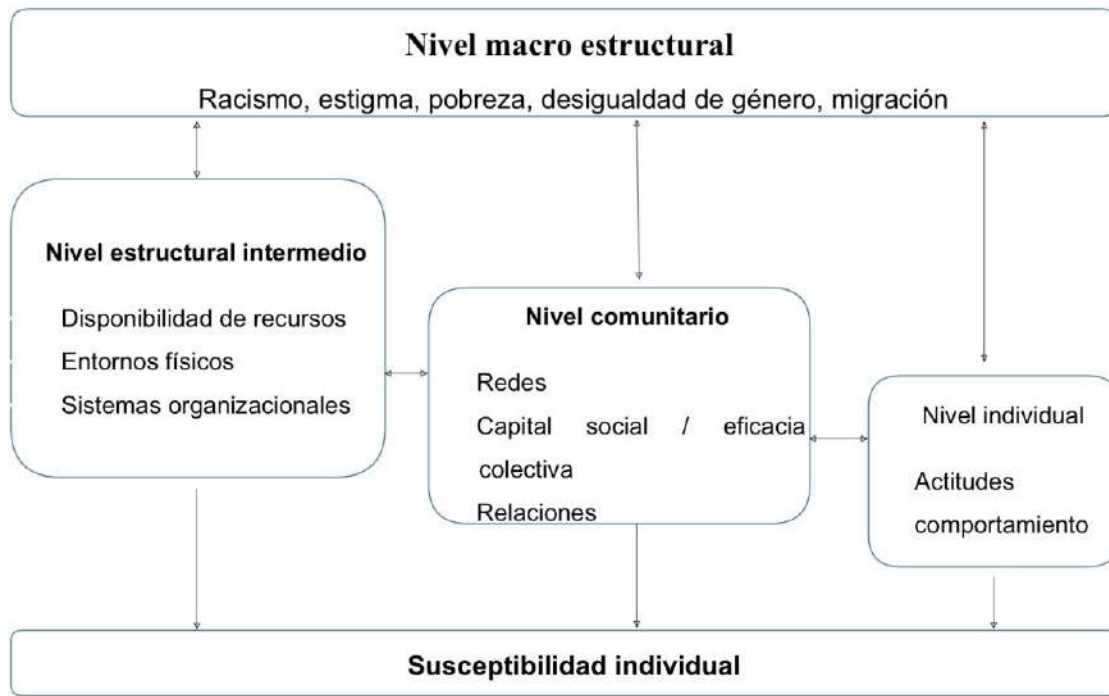 Nivel macro estructural
Racismo, estigma, pobreza, desigualdad de género, migración
Nivel estructural intermedio
Disponibilidad de recursos
Entornos físicos
Sistemas organizacionales
Nivel comunitario
Redes
Capital social / eficacia
colectiva
Relaciones
Nivel individual
Actitudes
comportamiento
Susceptibilidad individual